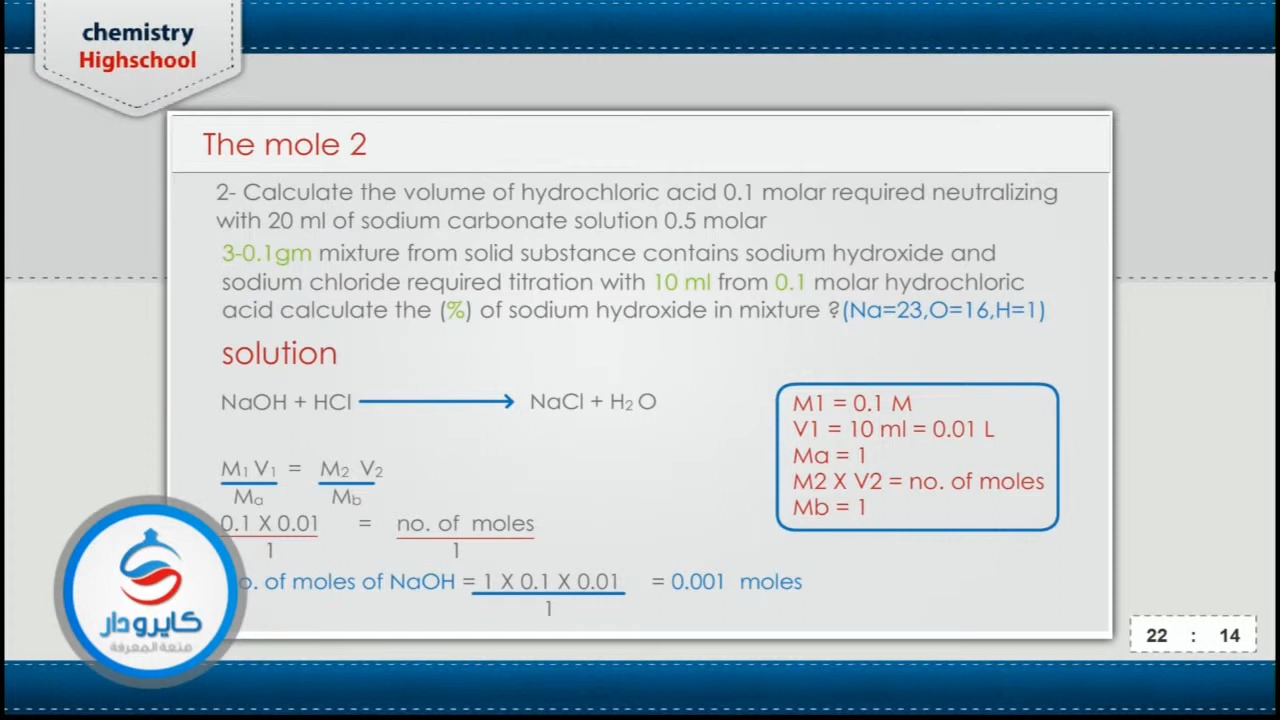 chemistry
Highschool
The mole 2
2- Calculate the volume of hydrochloric acid 0.1 molar required neutralizing
with 20 ml of sodium carbonate solution 0.5 molar
3-0.1gm mixture from solid substance contains sodium hydroxide and
sodium chloride required titration with 10 ml from 0.1 molar hydrochloric
acid calculate the (%) of sodium hydroxide in mixture ?(Na=23,O=16,H=1)
solution
NaOH + HCl → NaCl + H₂ O
M₁ V₁ = M₂ V₂
Ma Mb
0.1 X 0.01 = no. of moles
1 1
o. of moles of NaOH = 1 X 0.1 X 0.01 = 0.001 moles
1
M1 = 0.1 M
V1 = 10 ml = 0.01 L
Ma = 1
M2 X V2 = no. of moles
Mb = 1
كايرودار
متعة المعرفة
22 : 14